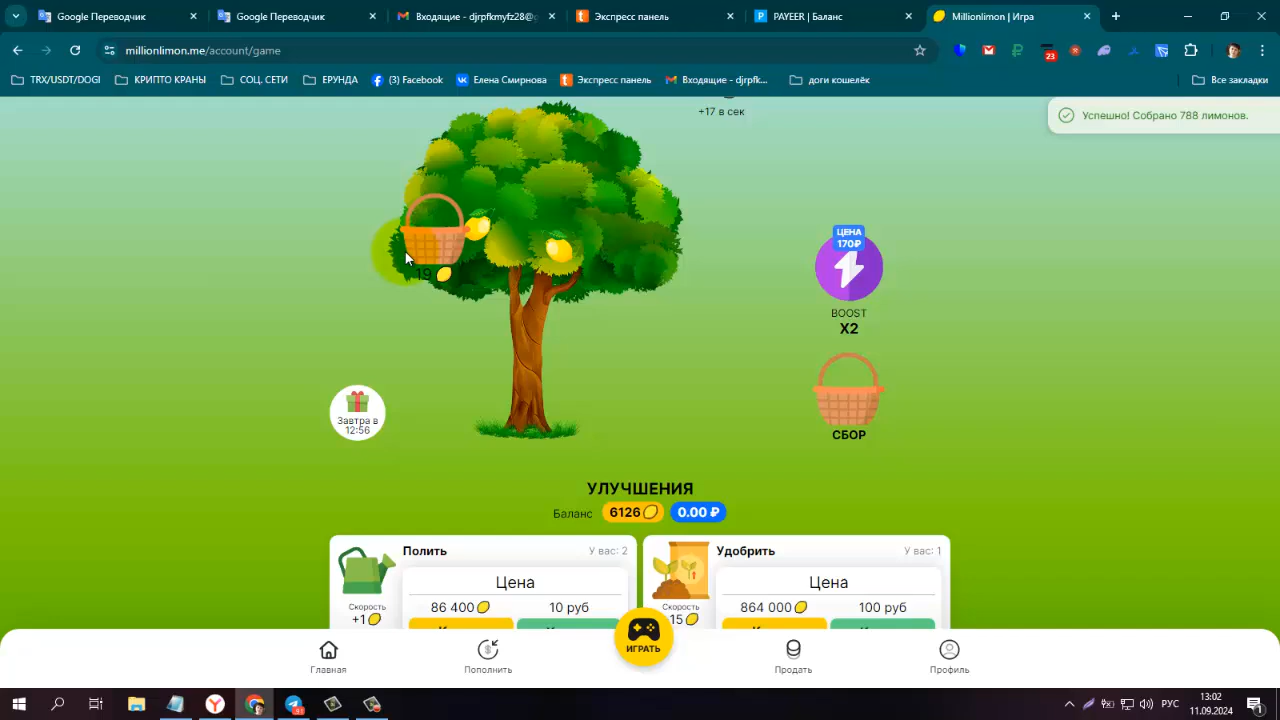 Google Переводчик
Google Переводчик
Входящие - djrpfkmyfz28@
Экспресс панель
PAYEER | Баланс
Millionlimon | Игра
millionlimon.me/account/game
23
TRX/USDT/DOGI
КРИПТО КРАНЫ
СОЦ. СЕТИ
ЕРУНДА
(3) Facebook
Елена Смирнова
Экспресс панель
Входящие - djrpfk...
доги кошелёк
Все закладки
+17 в сек
Успешно! Собрано 788 лимонов.
ЦЕНА
170₽
BOOST
X2
19
СБОР
Завтра в
12:56
УЛУЧШЕНИЯ
Баланс 6126 0.00 ₽
Полить
У вас: 2
Цена
86 400 10 руб
Скорость
+1
Удобрить
У вас: 1
Цена
864 000 100 руб
Скорость
15
ИГРАТЬ
Главная
Пополнить
Продать
Профиль
РУС
13:02
11.09.2024